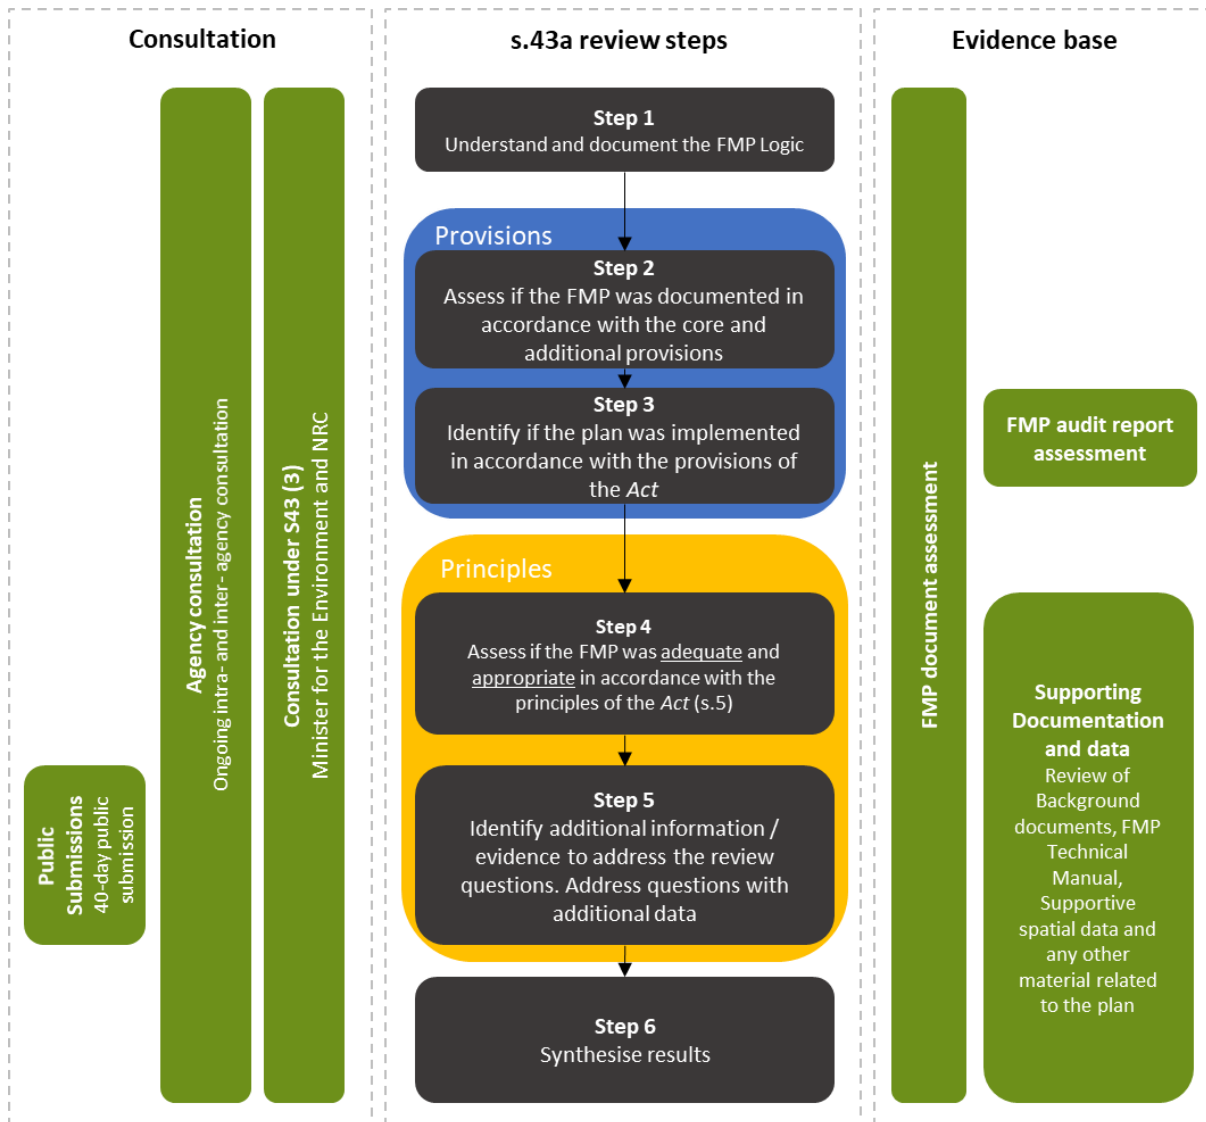 Consultation
s.43a review steps
Evidence base
Public
Submissions
40-day public
submission
Agency consultation
Ongoing intra- and inter- agency consultation
Consultation under S43 (3)
Minister for the Environment and NRC
Step 1
Understand and document the FMP Logic
Provisions
Step 2
Assess if the FMP was documented in
accordance with the core and
additional provisions
Step 3
Identify if the plan was implemented
in accordance with the provisions of
the Act
Principles
Step 4
Assess if the FMP was adequate and
appropriate in accordance with the
principles of the Act (s.5)
Step 5
Identify additional information /
evidence to address the review
questions. Address questions with
additional data
Step 6
Synthesise results
FMP document assessment
FMP audit report
assessment
Supporting
Documentation
and data
Review of
Background
documents, FMP
Technical
Manual,
Supportive
spatial data and
any other
material related
to the plan